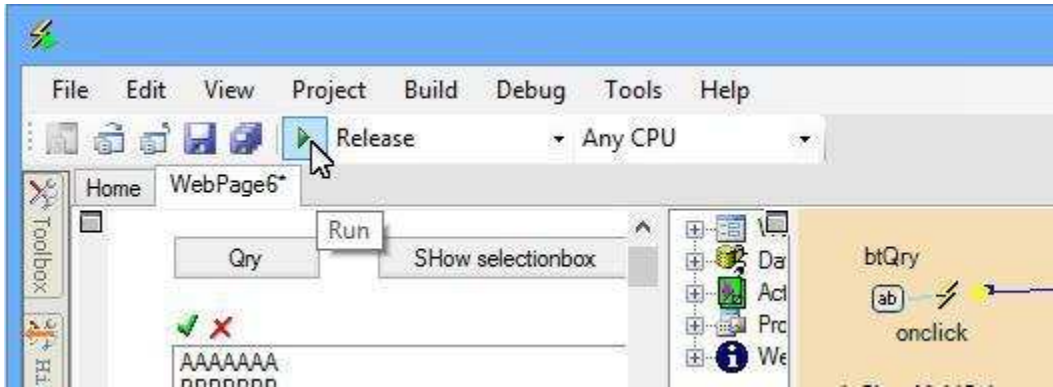 File Edit View Project Build Debug Tools Help
Release Any CPU
Home WebPage6*
Toolbox
Run
Qry SHow selectionbox
btQry
ab
onclick
AAAAAAA